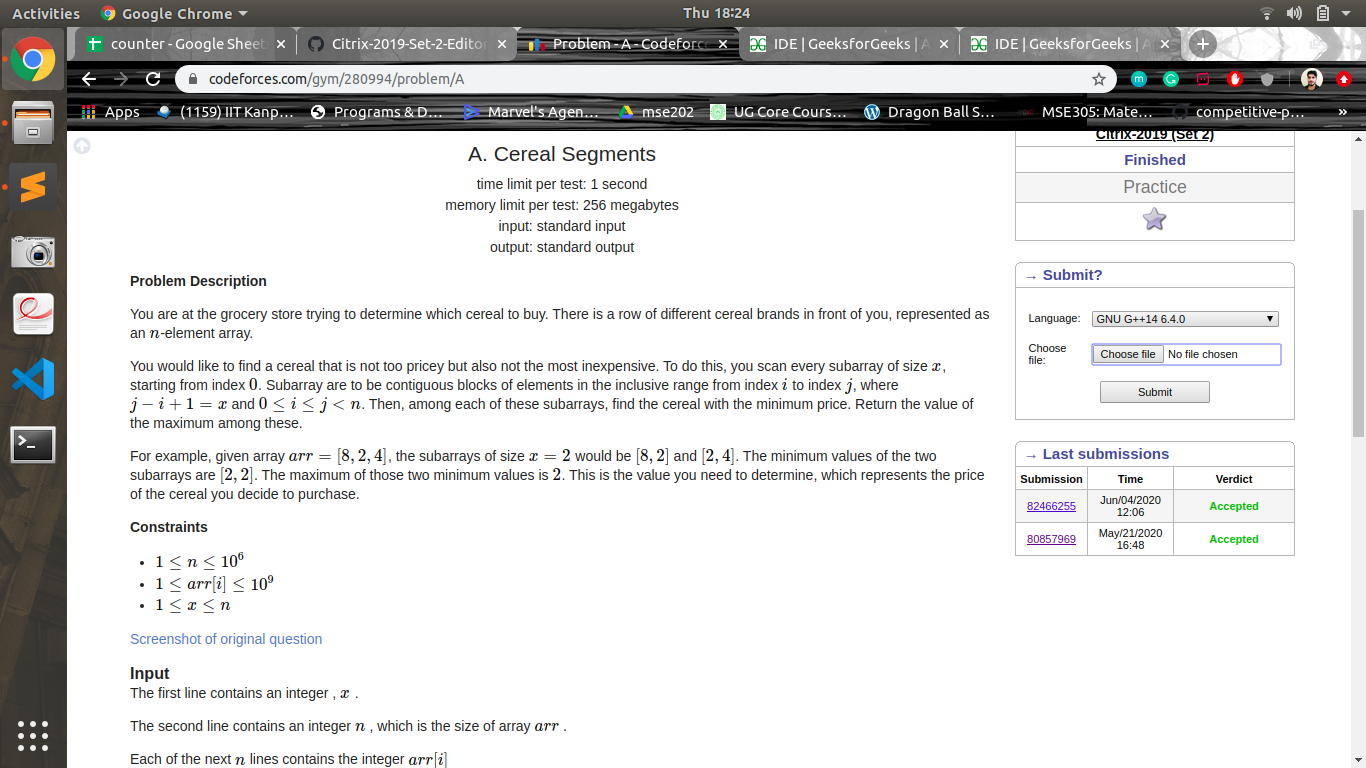 Activities Google Chrome Thu 18:24
counter - Google Sheet Citrix-2019-Set-2-Edito Problem - A - Codeforc IDE | GeeksforGeeks | A IDE | GeeksforGeeks | A
codeforces.com/gym/280994/problem/A
Apps (1159) IIT Kanp... Programs & D... Marvel's Agen... mse202 UG Core Cours... Dragon Ball S... MSE305: Mate... competitive-p... »
A. Cereal Segments
time limit per test: 1 second
memory limit per test: 256 megabytes
input: standard input
output: standard output
Problem Description
You are at the grocery store trying to determine which cereal to buy. There is a row of different cereal brands in front of you, represented as
an n-element array.
You would like to find a cereal that is not too pricey but also not the most inexpensive. To do this, you scan every subarray of size x,
starting from index 0. Subarray are to be contiguous blocks of elements in the inclusive range from index i to index j, where
j − i + 1 = x and 0 ≤ i ≤ j < n. Then, among each of these subarrays, find the cereal with the minimum price. Return the value of
the maximum among these.
For example, given array arr = [8, 2, 4], the subarrays of size x = 2 would be [8, 2] and [2, 4]. The minimum values of the two
subarrays are [2, 2]. The maximum of those two minimum values is 2. This is the value you need to determine, which represents the price
of the cereal you decide to purchase.
Constraints
• 1 ≤ n ≤ 10⁶
• 1 ≤ arr[i] ≤ 10⁹
• 1 ≤ x ≤ n
Screenshot of original question
Input
The first line contains an integer , x .
The second line contains an integer n , which is the size of array arr .
Each of the next n lines contains the integer arr[i]
Citrix-2019 (Set 2)
Finished
Practice
→ Submit?
Language: GNU G++14 6.4.0
Choose file: Choose file No file chosen
Submit
→ Last submissions
Submission Time Verdict
82466255 Jun/04/2020 12:06 Accepted
80857969 May/21/2020 16:48 Accepted